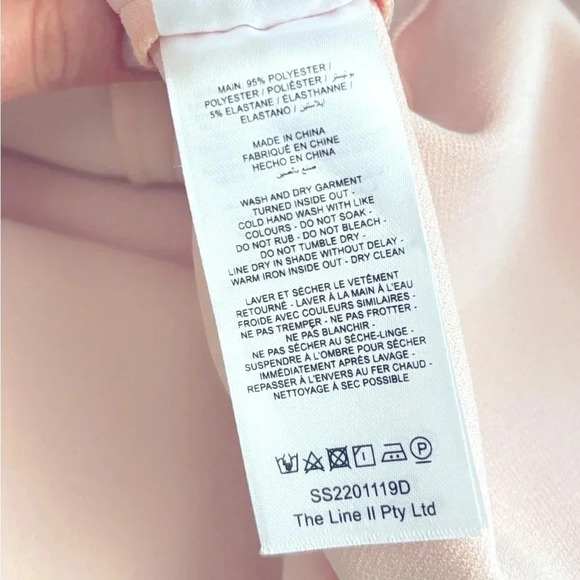 MAIN: 95% POLYESTER /
POLYESTER / POLIÉSTER / بوليستر
5% ELASTANE / ÉLASTHANNE /
ELASTANO / إيلاستين
MADE IN CHINA
FABRIQUÉ EN CHINE
HECHO EN CHINA
صنع بـالصين
WASH AND DRY GARMENT
TURNED INSIDE OUT -
COLD HAND WASH WITH LIKE
COLOURS - DO NOT SOAK -
DO NOT RUB - DO NOT BLEACH -
DO NOT TUMBLE DRY -
LINE DRY IN SHADE WITHOUT DELAY -
WARM IRON INSIDE OUT - DRY CLEAN
LAVER ET SÉCHER LE VETÊMENT
RETOURNÉ - LAVER À LA MAIN À L'EAU
FROIDE AVEC COULEURS SIMILAIRES -
NE PAS TREMPER - NE PAS FROTTER -
NE PAS BLANCHIR -
NE PAS SÉCHER AU SÈCHE-LINGE -
SUSPENDRE À L'OMBRE POUR SÉCHER
IMMÉDIATEMENT APRÈS LAVAGE -
REPASSER À L'ENVERS AU FER CHAUD -
NETTOYAGE À SEC POSSIBLE
P
SS2201119D
The Line II Pty Ltd